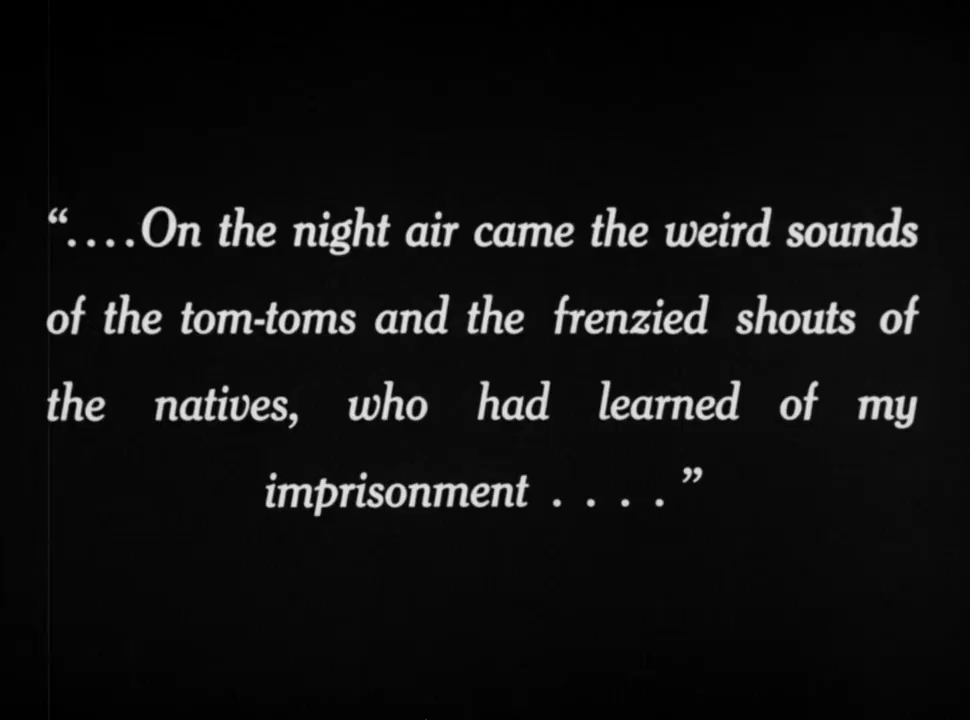 “....On the night air came the weird sounds
of the tom-toms and the frenzied shouts of
the natives, who had learned of my
imprisonment . . . . ”